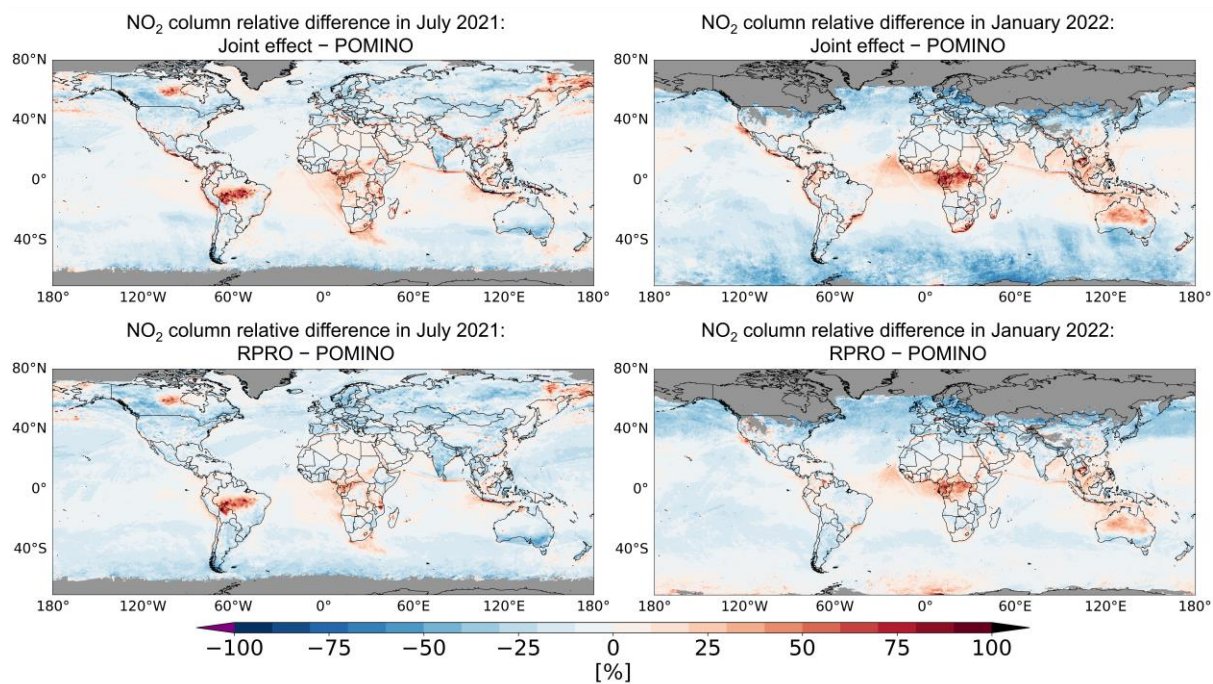 NO₂ column relative difference in July 2021:
Joint effect − POMINO
80°N
40°N
0°
40°S
180° 120°W 60°W 0° 60°E 120°E 180°
NO₂ column relative difference in January 2022:
Joint effect − POMINO
80°N
40°N
0°
40°S
180° 120°W 60°W 0° 60°E 120°E 180°
NO₂ column relative difference in July 2021:
RPRO − POMINO
80°N
40°N
0°
40°S
180° 120°W 60°W 0° 60°E 120°E 180°
NO₂ column relative difference in January 2022:
RPRO − POMINO
80°N
40°N
0°
40°S
180° 120°W 60°W 0° 60°E 120°E 180°
−100 −75 −50 −25 0 25 50 75 100
[%]